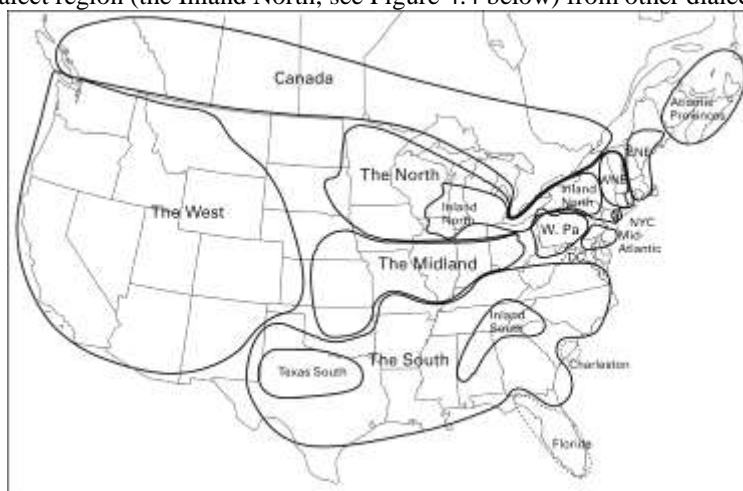 alect region (the Inland North; see Figure 4.4 below) from other dialec
Canada
Atlantic
Provinces
ENE
The North
WNE
Inland
North
Inland
North
The West
W. Pa
NYC
Mid-
Atlantic
DC
The Midland
Inland
South
The South
Texas South
Charleston
Florida